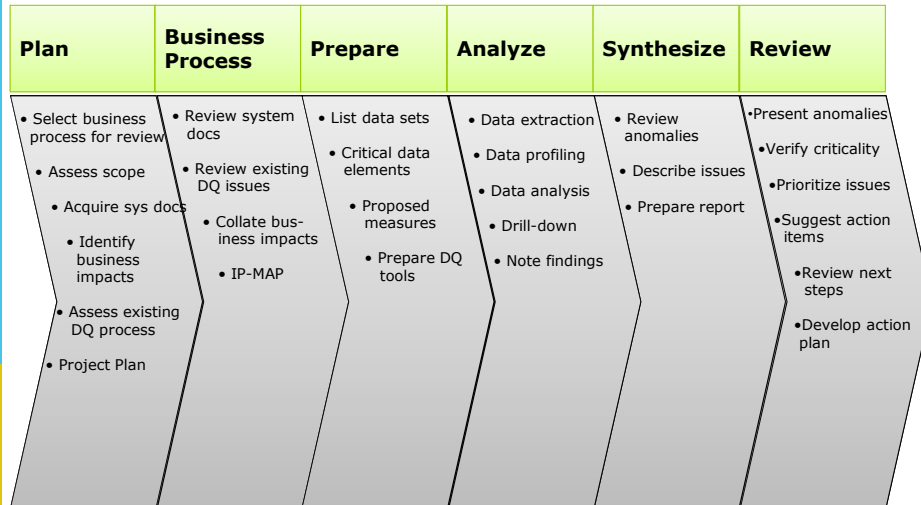 Plan
Business
Process
Prepare
Analyze
Synthesize
Review
• Select business
process for review
• Assess scope
• Acquire sys docs
• Identify
business
impacts
• Assess existing
DQ process
• Project Plan
• Review system
docs
• Review existing
DQ issues
• Collate bus-
iness impacts
• IP-MAP
• List data sets
• Critical data
elements
• Proposed
measures
• Prepare DQ
tools
• Data extraction
• Data profiling
• Data analysis
• Drill-down
• Note findings
• Review
anomalies
• Describe issues
• Prepare report
•Present anomalies
•Verify criticality
•Prioritize issues
•Suggest action
items
•Review next
steps
•Develop action
plan